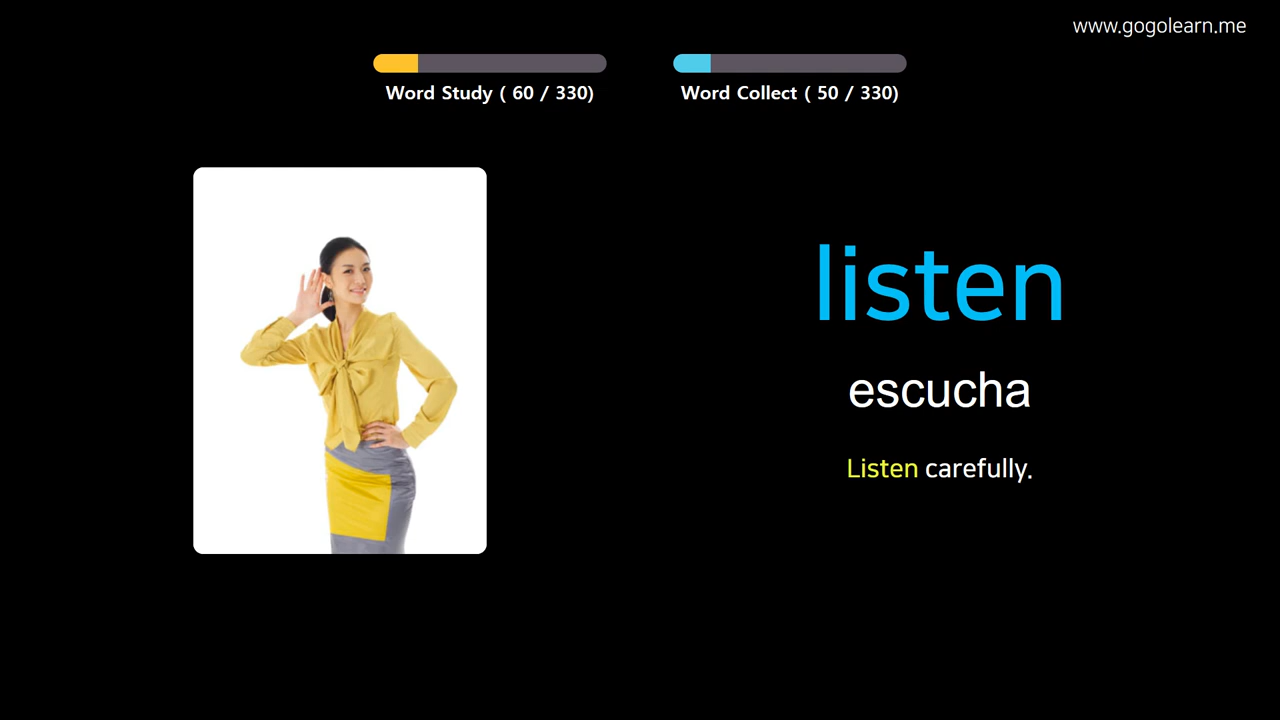 www.gogolearn.me
Word Study ( 60 / 330)
Word Collect ( 50 / 330)
listen
escucha
Listen carefully.